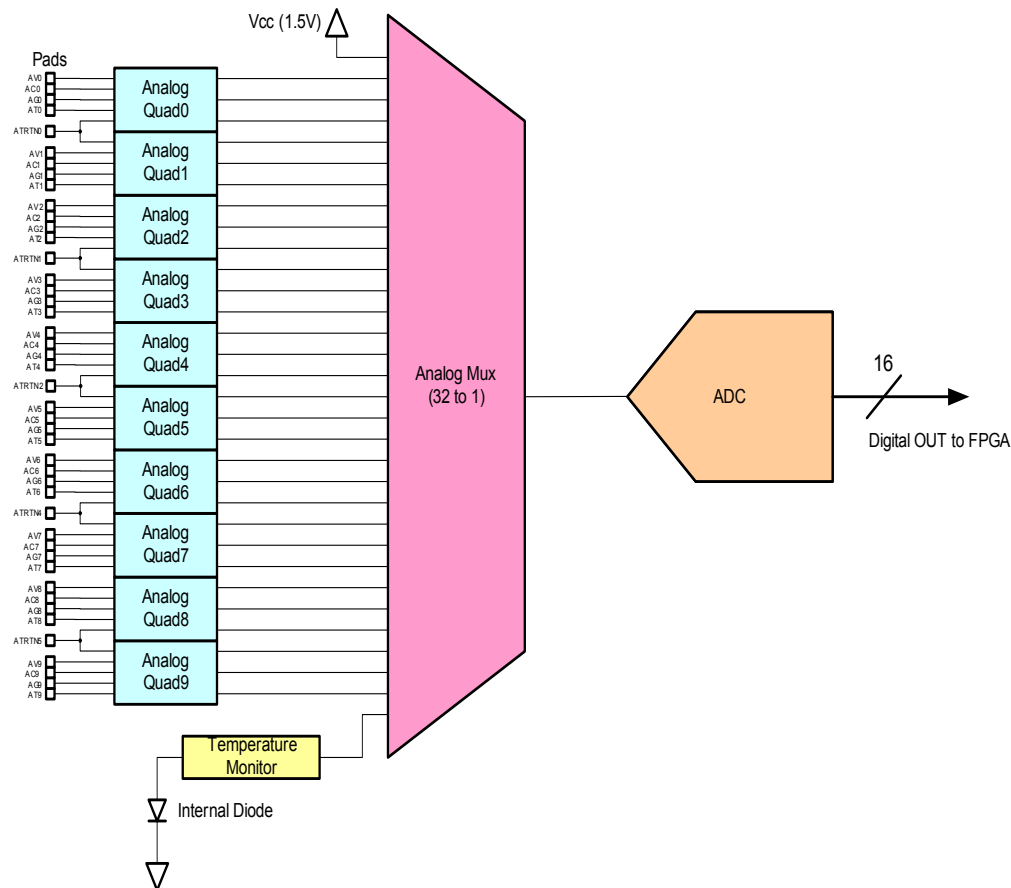 Vcc (1.5V)
Pads
AV0
AC0
AG0
AT0
ATRTN0
AV1
AC1
AG1
AT1
AV2
AC2
AG2
AT2
ATRTN1
AV3
AC3
AG3
AT3
AV4
AC4
AG4
AT4
ATRTN2
AV5
AC5
AG5
AT5
AV6
AC6
AG6
AT6
ATRTN4
AV7
AC7
AG7
AT7
AV8
AC8
AG8
AT8
ATRTN5
AV9
AC9
AG9
AT9
Analog
Quad0
Analog
Quad1
Analog
Quad2
Analog
Quad3
Analog
Quad4
Analog
Quad5
Analog
Quad6
Analog
Quad7
Analog
Quad8
Analog
Quad9
Analog Mux
(32 to 1)
ADC
16
Digital OUT to FPGA
Temperature
Monitor
Internal Diode